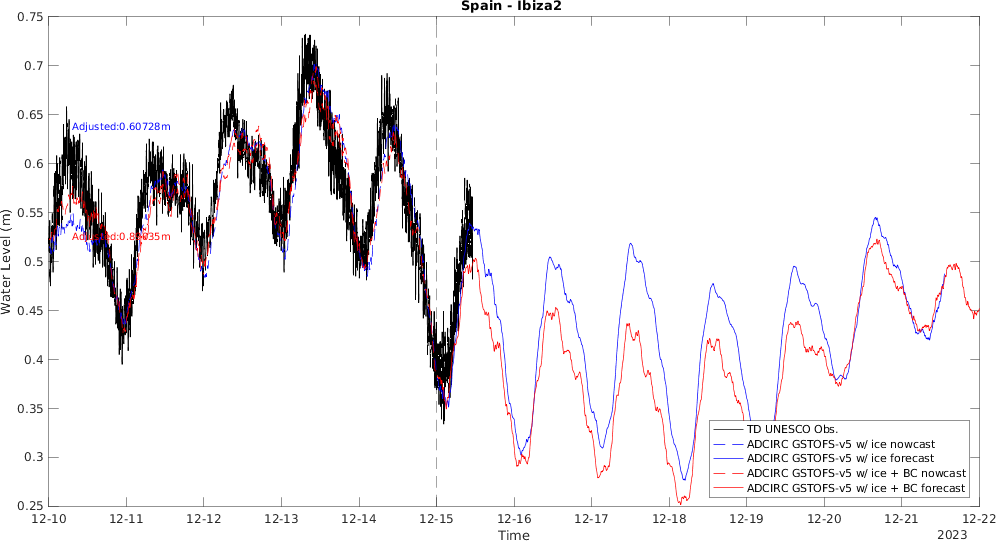 Spain - Ibiza2
0.75
0.7
0.65
0.6
0.55
0.5
0.45
0.4
0.35
0.3
0.25
Water Level (m)
Adjusted:0.60728m
TD UNESCO Obs.
ADCIRC GSTOFS-v5 w/ ice nowcast
ADCIRC GSTOFS-v5 w/ ice forecast
ADCIRC GSTOFS-v5 w/ ice + BC nowcast
ADCIRC GSTOFS-v5 w/ ice + BC forecast
12-10 12-11 12-12 12-13 12-14 12-15 12-16 12-17 12-18 12-19 12-20 12-21 12-22
Time
2023